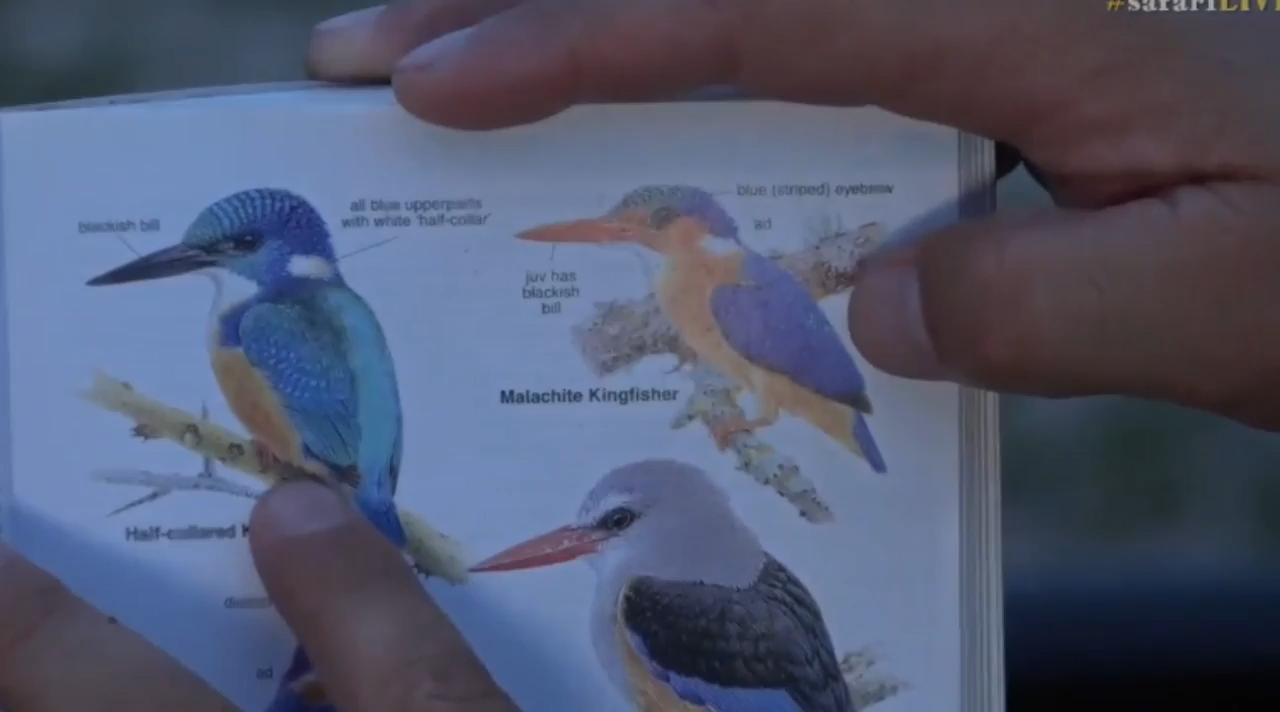 #safariLIVE
blackish bill
all blue upperparts
with white 'half-collar'
blue (striped) eyebrow
ad
juv has
blackish
bill
Malachite Kingfisher
Half-collared
ad